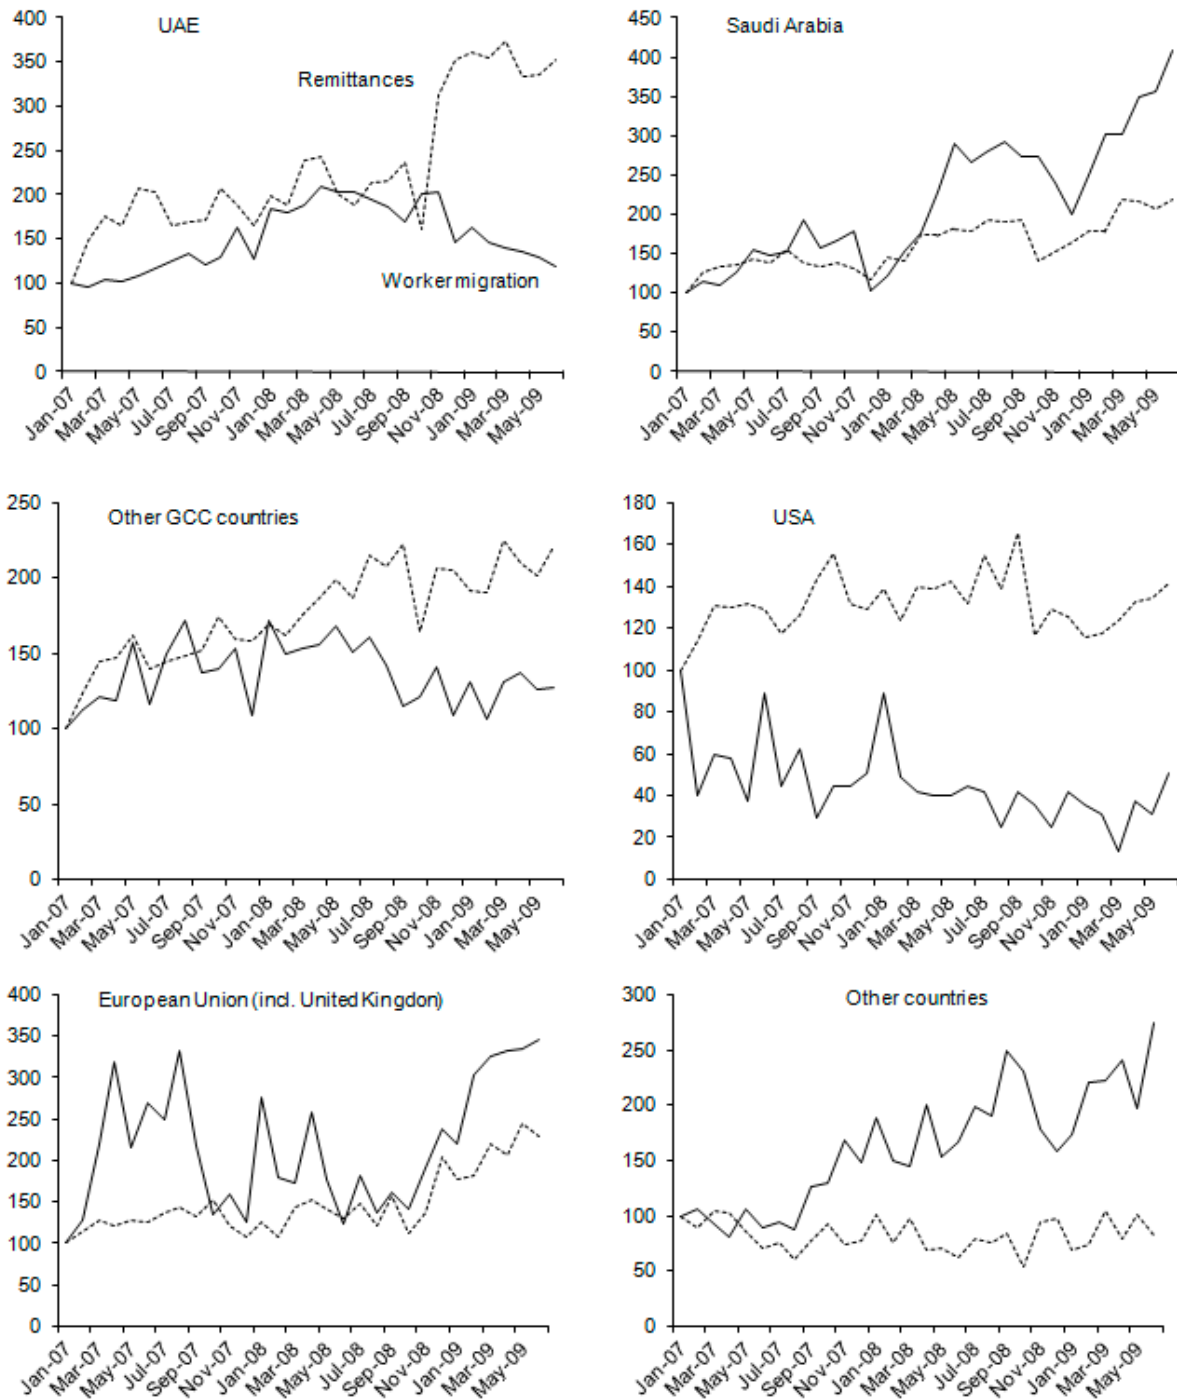 UAE
Remittances
Worker migration
400
350
300
250
200
150
100
50
0
Jan-07
Mar-07
May-07
Jul-07
Sep-07
Nov-07
Jan-08
Mar-08
May-08
Jul-08
Sep-08
Nov-08
Jan-09
Mar-09
May-09
Saudi Arabia
450
400
350
300
250
200
150
100
50
0
Jan-07
Mar-07
May-07
Jul-07
Sep-07
Nov-07
Jan-08
Mar-08
May-08
Jul-08
Sep-08
Nov-08
Jan-09
Mar-09
May-09
Other GCC countries
250
200
150
100
50
0
Jan-07
Mar-07
May-07
Jul-07
Sep-07
Nov-07
Jan-08
Mar-08
May-08
Jul-08
Sep-08
Nov-08
Jan-09
Mar-09
May-09
USA
180
160
140
120
100
80
60
40
20
0
Jan-07
Mar-07
May-07
Jul-07
Sep-07
Nov-07
Jan-08
Mar-08
May-08
Jul-08
Sep-08
Nov-08
Jan-09
Mar-09
May-09
European Union (incl. United Kingdon)
400
350
300
250
200
150
100
50
0
Jan-07
Mar-07
May-07
Jul-07
Sep-07
Nov-07
Jan-08
Mar-08
May-08
Jul-08
Sep-08
Nov-08
Jan-09
Mar-09
May-09
Other countries
300
250
200
150
100
50
0
Jan-07
Mar-07
May-07
Jul-07
Sep-07
Nov-07
Jan-08
Mar-08
May-08
Jul-08
Sep-08
Nov-08
Jan-09
Mar-09
May-09